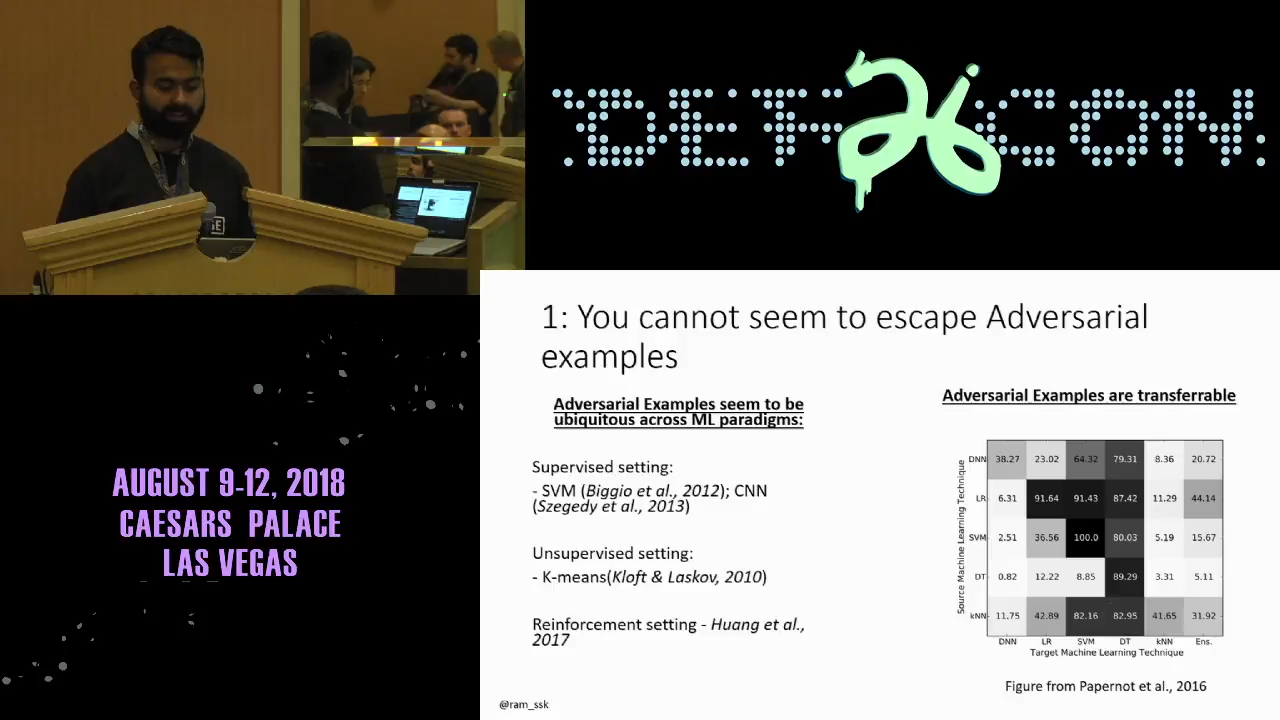 DEF CON
26
1: You cannot seem to escape Adversarial
examples
Adversarial Examples seem to be
ubiquitous across ML paradigms:
Supervised setting:
- SVM (Biggio et al., 2012); CNN
(Szegedy et al., 2013)
Unsupervised setting:
- K-means(Kloft & Laskov, 2010)
Reinforcement setting - Huang et al.,
2017
@ram_ssk
Adversarial Examples are transferrable
Source Machine Learning Technique
DNN 38.27 23.02 64.32 79.31 8.36 20.72
LR 6.31 91.64 91.43 87.42 11.29 44.14
SVM 2.51 36.56 100.0 80.03 5.19 15.67
DT 0.82 12.22 8.85 89.29 3.31 5.11
kNN 11.75 42.89 82.16 82.95 41.65 31.92
DNN LR SVM DT kNN Ens.
Target Machine Learning Technique
Figure from Papernot et al., 2016
AUGUST 9-12, 2018
CAESARS PALACE
LAS VEGAS